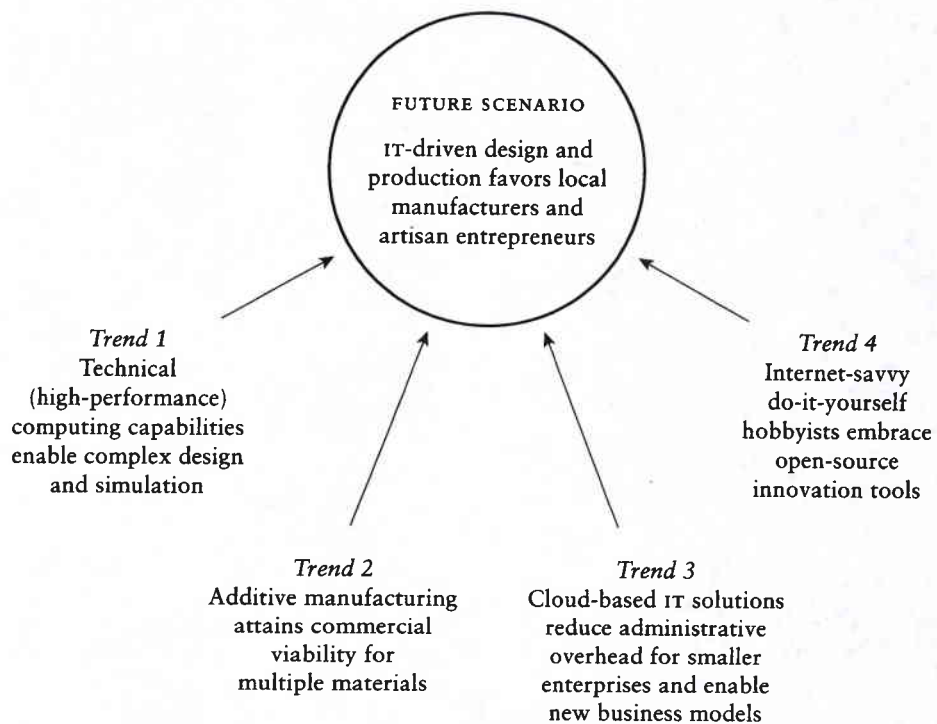 FUTURE SCENARIO
IT-driven design and
production favors local
manufacturers and
artisan entrepreneurs
Trend 1
Technical
(high-performance)
computing capabilities
enable complex design
and simulation
Trend 2
Additive manufacturing
attains commercial
viability for
multiple materials
Trend 3
Cloud-based IT solutions
reduce administrative
overhead for smaller
enterprises and enable
new business models
Trend 4
Internet-savvy
do-it-yourself
hobbyists embrace
open-source
innovation tools